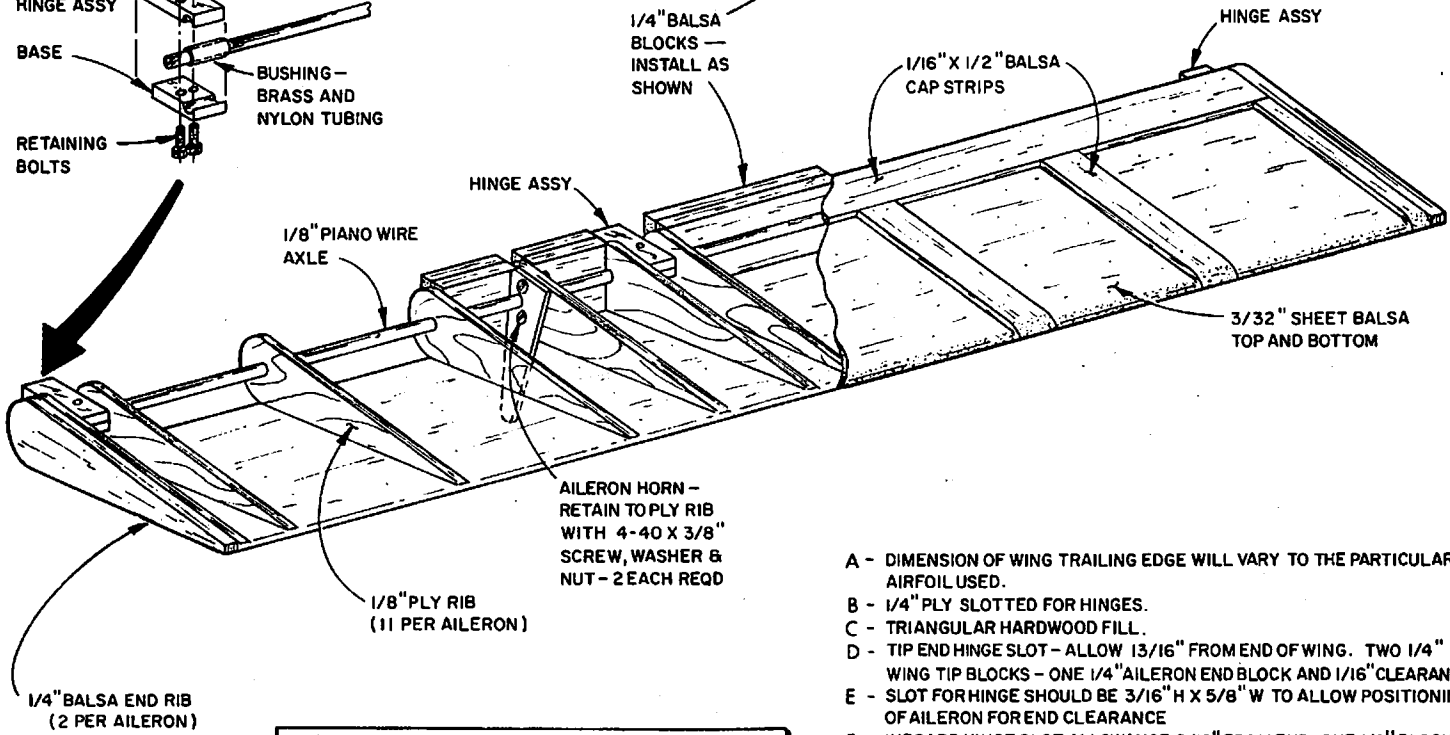 HINGE ASSY
BASE
BUSHING-
BRASS AND
NYLON TUBING
RETAINING
BOLTS
1/4" BALSA
BLOCKS —
INSTALL AS
SHOWN
1/16" X 1/2" BALSA
CAP STRIPS
HINGE ASSY
HINGE ASSY
1/8" PIANO WIRE
AXLE
3/32" SHEET BALSA
TOP AND BOTTOM
AILERON HORN -
RETAIN TO PLY RIB
WITH 4-40 X 3/8"
SCREW, WASHER &
NUT - 2 EACH REQD
1/8" PLY RIB
(11 PER AILERON)
1/4" BALSA END RIB
(2 PER AILERON)
A - DIMENSION OF WING TRAILING EDGE WILL VARY TO THE PARTICULAR
AIRFOIL USED.
B - 1/4" PLY SLOTTED FOR HINGES.
C - TRIANGULAR HARDWOOD FILL.
D - TIP END HINGE SLOT - ALLOW 13/16" FROM END OF WING. TWO 1/4"
WING TIP BLOCKS - ONE 1/4" AILERON END BLOCK AND 1/16" CLEARAN
E - SLOT FOR HINGE SHOULD BE 3/16" H X 5/8" W TO ALLOW POSITIONI
OF AILERON FOR END CLEARANCE